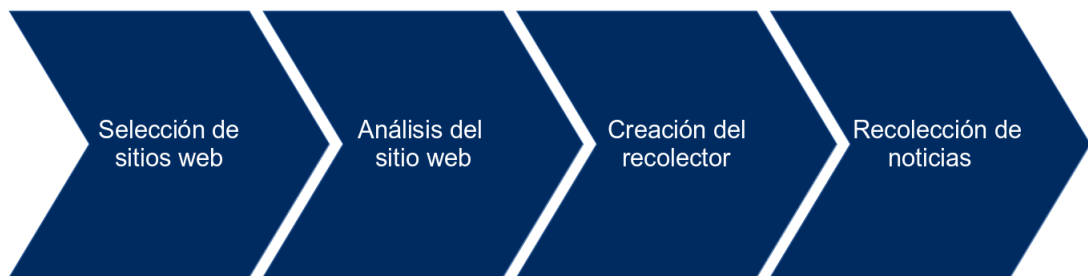 Selección de
sitios web
Análisis del
sitio web
Creación del
recolector
Recolección de
noticias